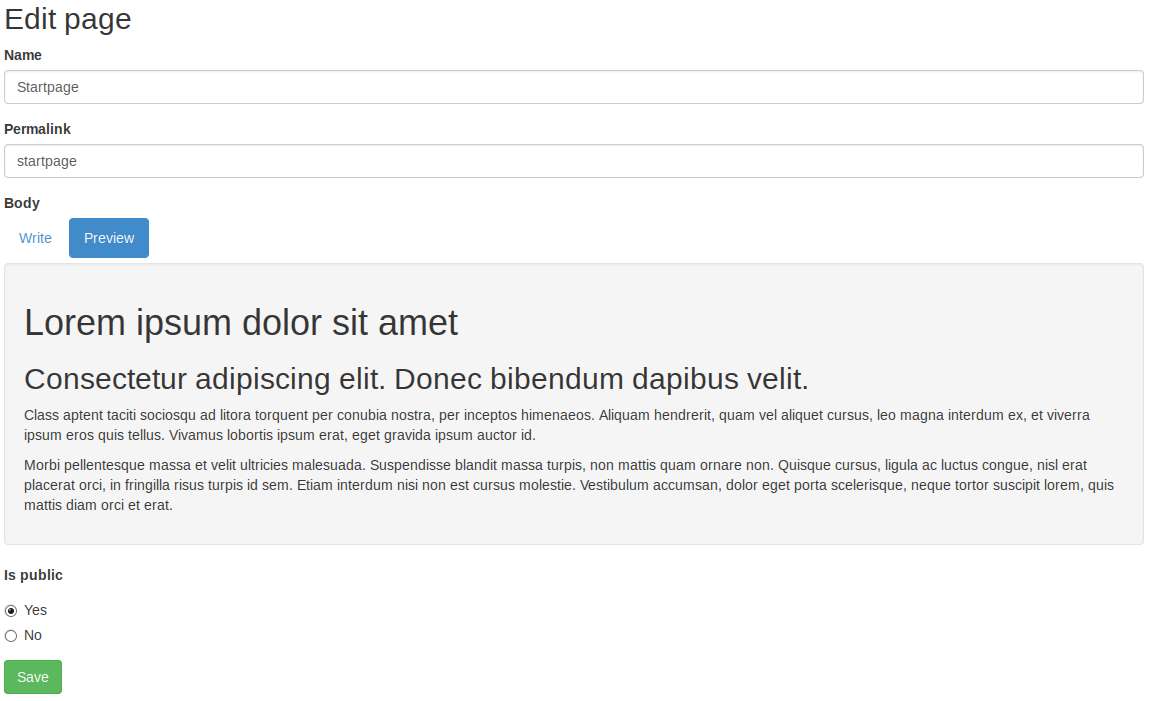 Edit page
Name
Startpage
Permalink
startpage
Body
Write Preview
Lorem ipsum dolor sit amet
Consectetur adipiscing elit. Donec bibendum dapibus velit.
Class aptent taciti sociosqu ad litora torquent per conubia nostra, per inceptos himenaeos. Aliquam hendrerit, quam vel aliquet cursus, leo magna interdum ex, et viverra
ipsum eros quis tellus. Vivamus lobortis ipsum erat, eget gravida ipsum auctor id.
Morbi pellentesque massa et velit ultricies malesuada. Suspendisse blandit massa turpis, non mattis quam ornare non. Quisque cursus, ligula ac luctus congue, nisl erat
placerat orci, in fringilla risus turpis id sem. Etiam interdum nisi non est cursus molestie. Vestibulum accumsan, dolor eget porta scelerisque, neque tortor suscipit lorem, quis
mattis diam orci et erat.
Is public
Yes
No
Save